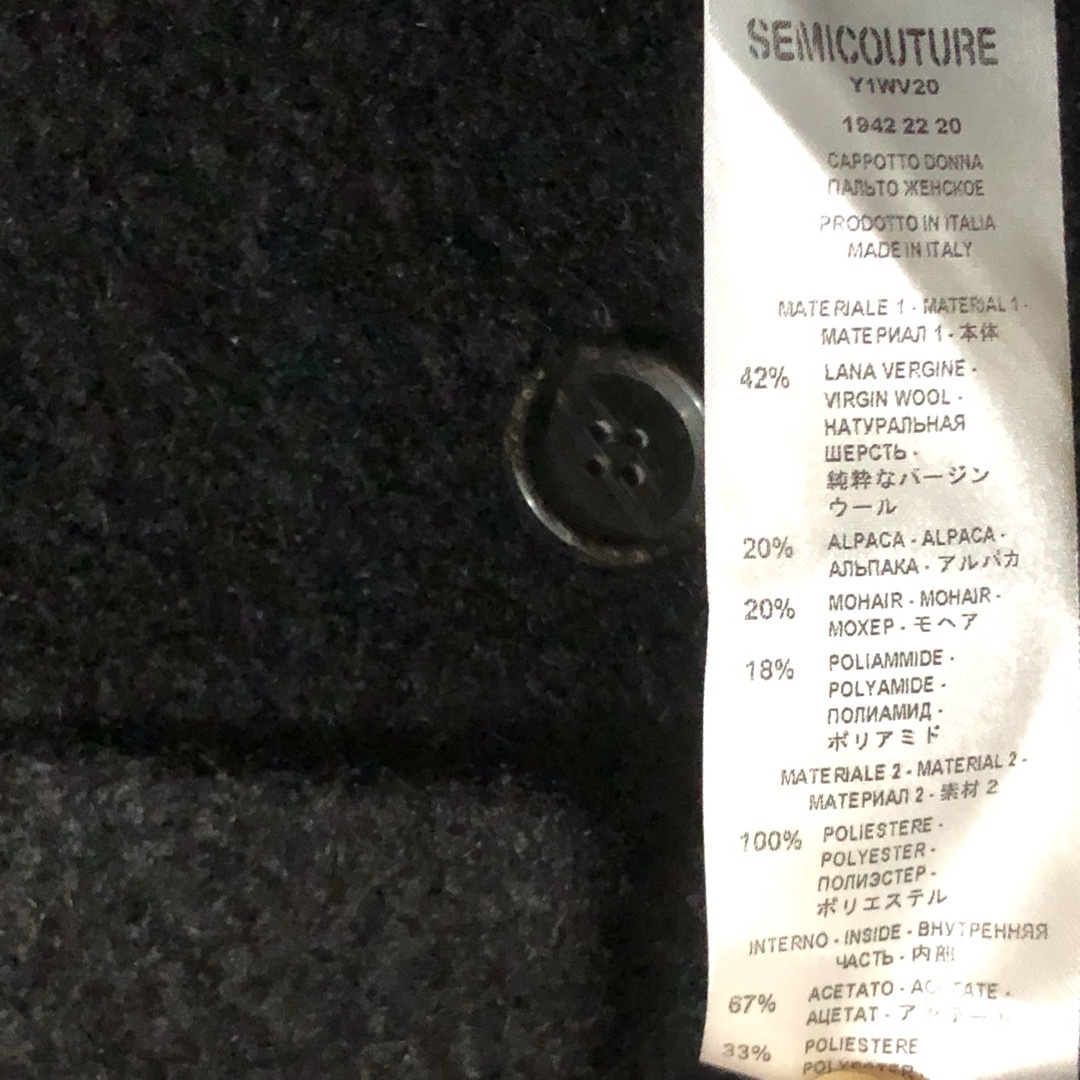 SEMICOUTURE
Y1WV20
1942 22 20
CAPPOTTO DONNA
ПАЛЬТО ЖЕНСКОЕ
PRODOTTO IN ITALIA
MADE IN ITALY
MATERIALE 1 - MATERIAL 1 -
МАТЕРИАЛ 1 - 本体
42% LANA VERGINE -
VIRGIN WOOL -
НАТУРАЛЬНАЯ
ШЕРСТЬ -
純粋なバージン
ウール
20% ALPACA - ALPACA -
АЛЬПАКА - アルパカ
20% MOHAIR - MOHAIR -
МОХЕР - モヘア
18% POLIAMMIDE -
POLYAMIDE -
ПОЛИАМИД -
ポリアミド
MATERIALE 2 - MATERIAL 2 -
МАТЕРИАЛ 2 - 素材 2
100% POLIESTERE -
POLYESTER -
ПОЛИЭСТЕР -
ポリエステル
INTERNO - INSIDE - ВНУТРЕННЯЯ
ЧАСТЬ - 内部
67% ACETATO -
АЦЕТАТ -
33% POLIESTERE
POLYESTER